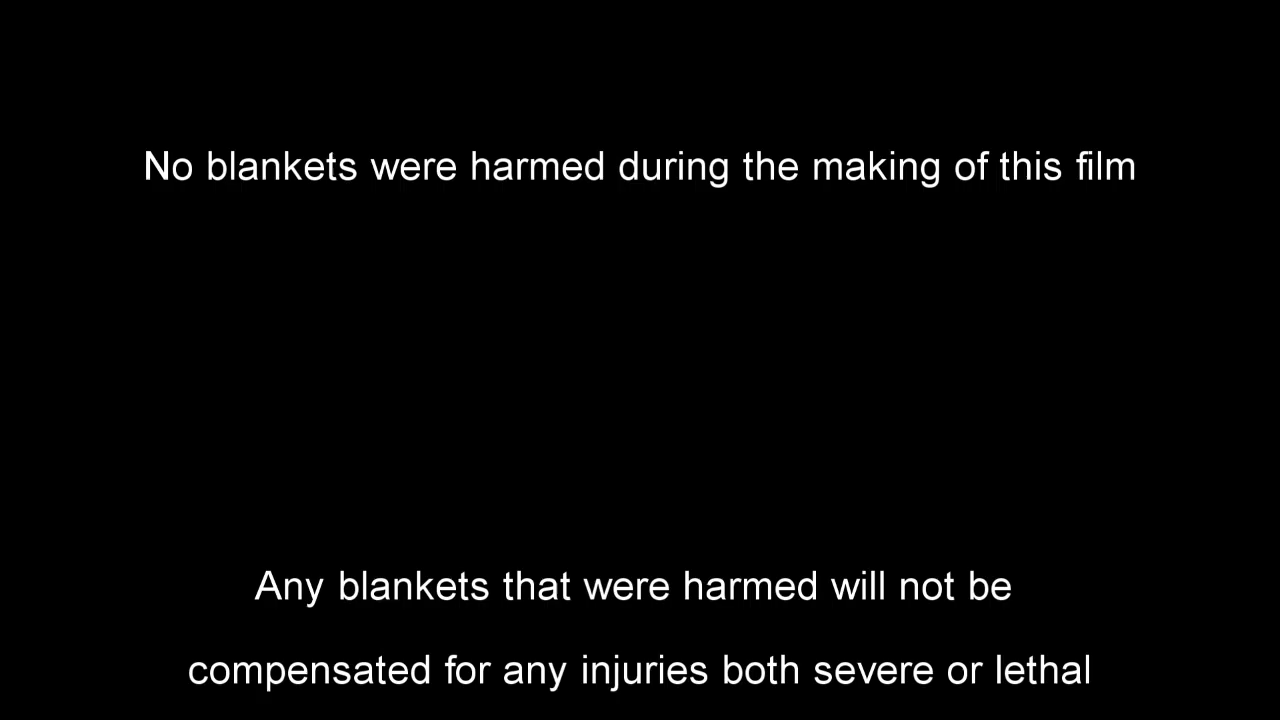 No blankets were harmed during the making of this film
Any blankets that were harmed will not be
compensated for any injuries both severe or lethal